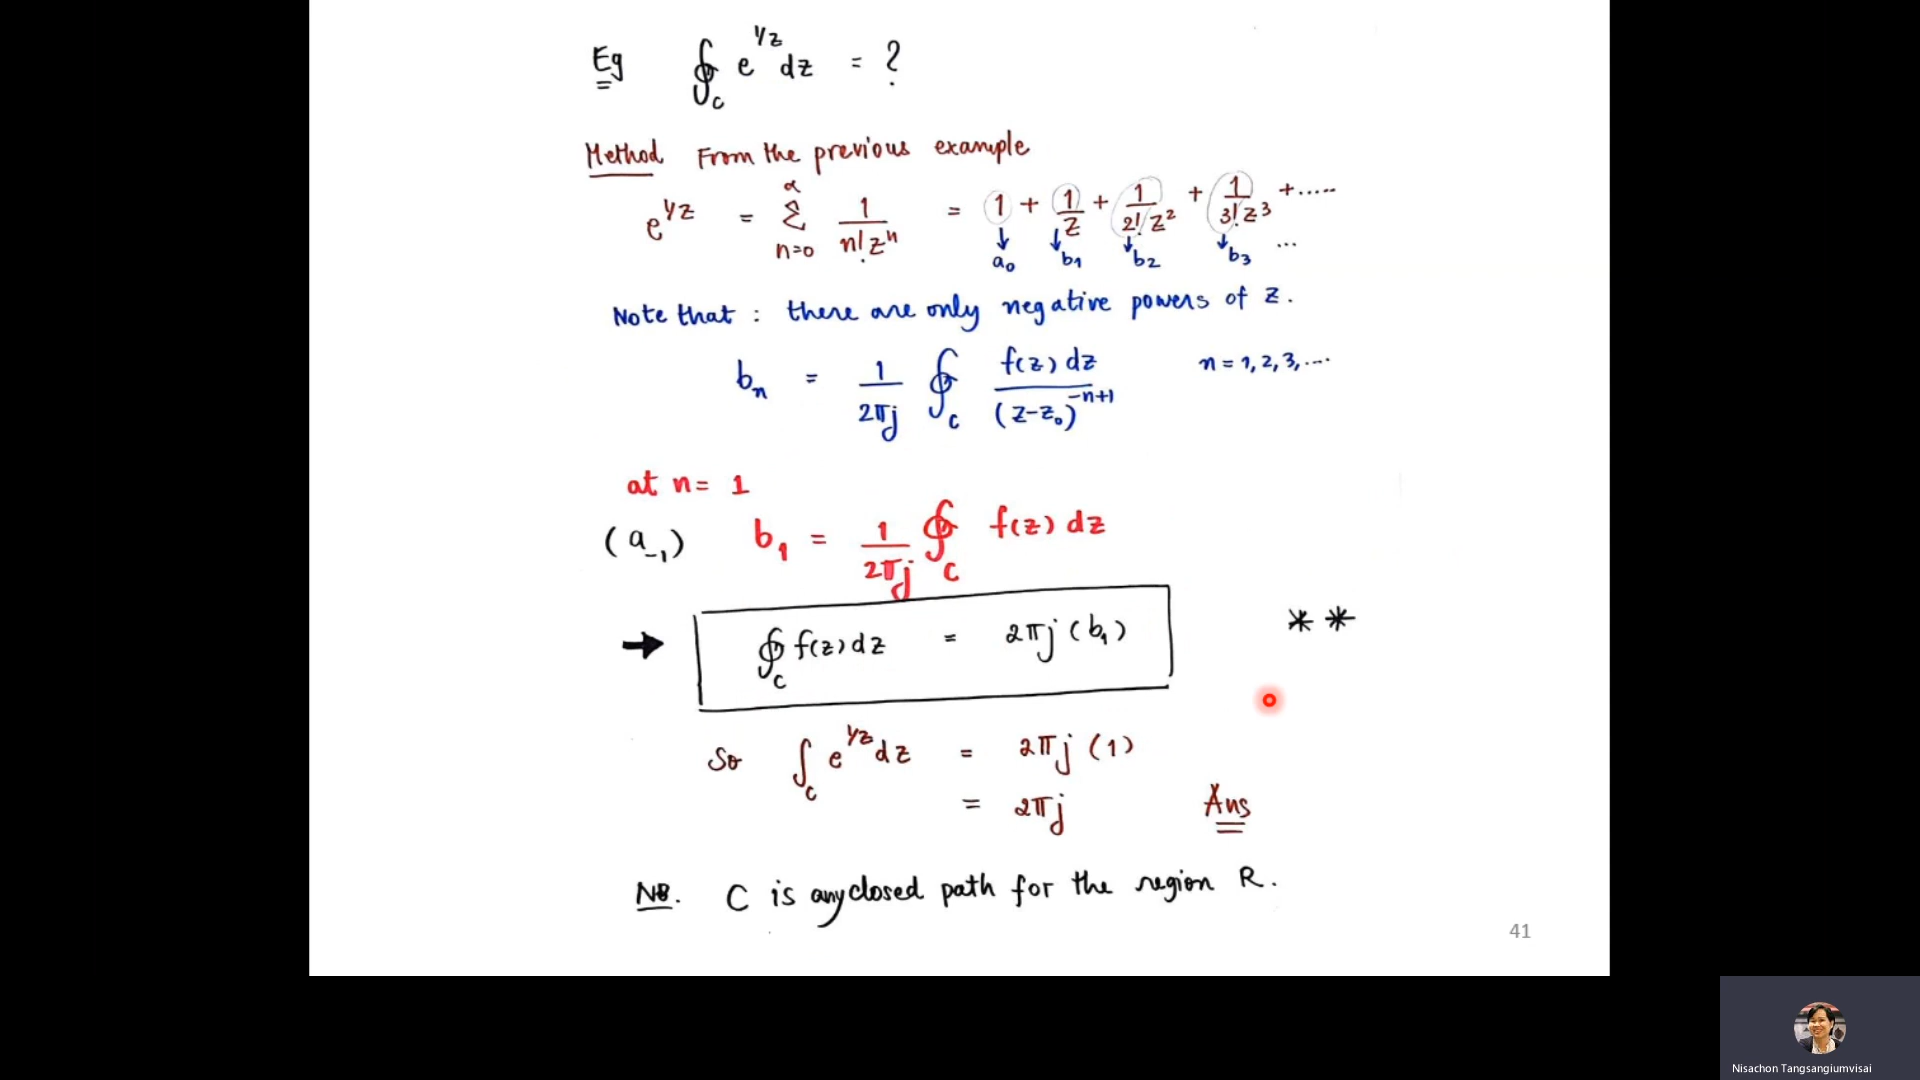 Eg ∮_C e^{1/z} dz = ?
Method From the previous example
e^{1/z} = ∑_{n=0}^{∞} 1/(n! z^n) = 1 + 1/z + 1/(2! z^2) + 1/(3! z^3) + .....
a_0 b_1 b_2 b_3 ...
Note that : there are only negative powers of z.
b_n = 1/(2πj) ∮_C f(z) dz/(z-z_0)^{-n+1} n = 1, 2, 3, ....
at n = 1
(a_{-1}) b_1 = 1/(2πj) ∮_C f(z) dz
→ ∮_C f(z) dz = 2πj (b_1) **
So ∫_C e^{1/z} dz = 2πj (1)
= 2πj Ans
NB. C is any closed path for the region R.
41
Nisachon Tangsangiumvisai